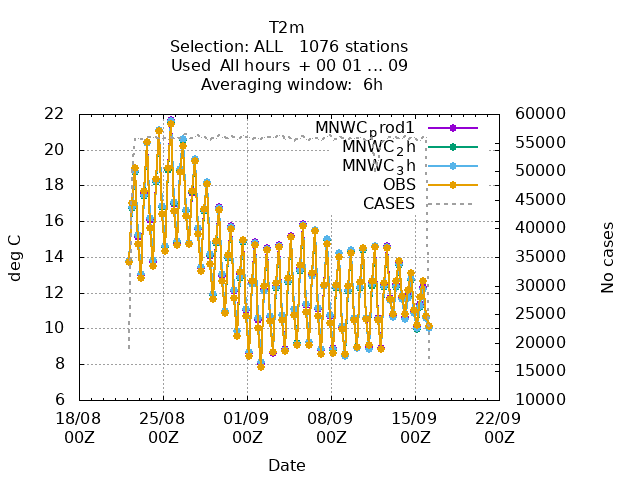 T2m
Selection: ALL   1076 stations
Used  All hours  + 00 01 ... 09
Averaging window:  6h
deg C
22
20
18
16
14
12
10
8
6
60000
55000
50000
45000
40000
35000
30000
25000
20000
15000
10000
No cases
MNWCprod1
MNWC2h
MNWC3h
OBS
CASES
18/08 25/08 01/09 08/09 15/09 22/09
00Z 00Z 00Z 00Z 00Z 00Z
Date